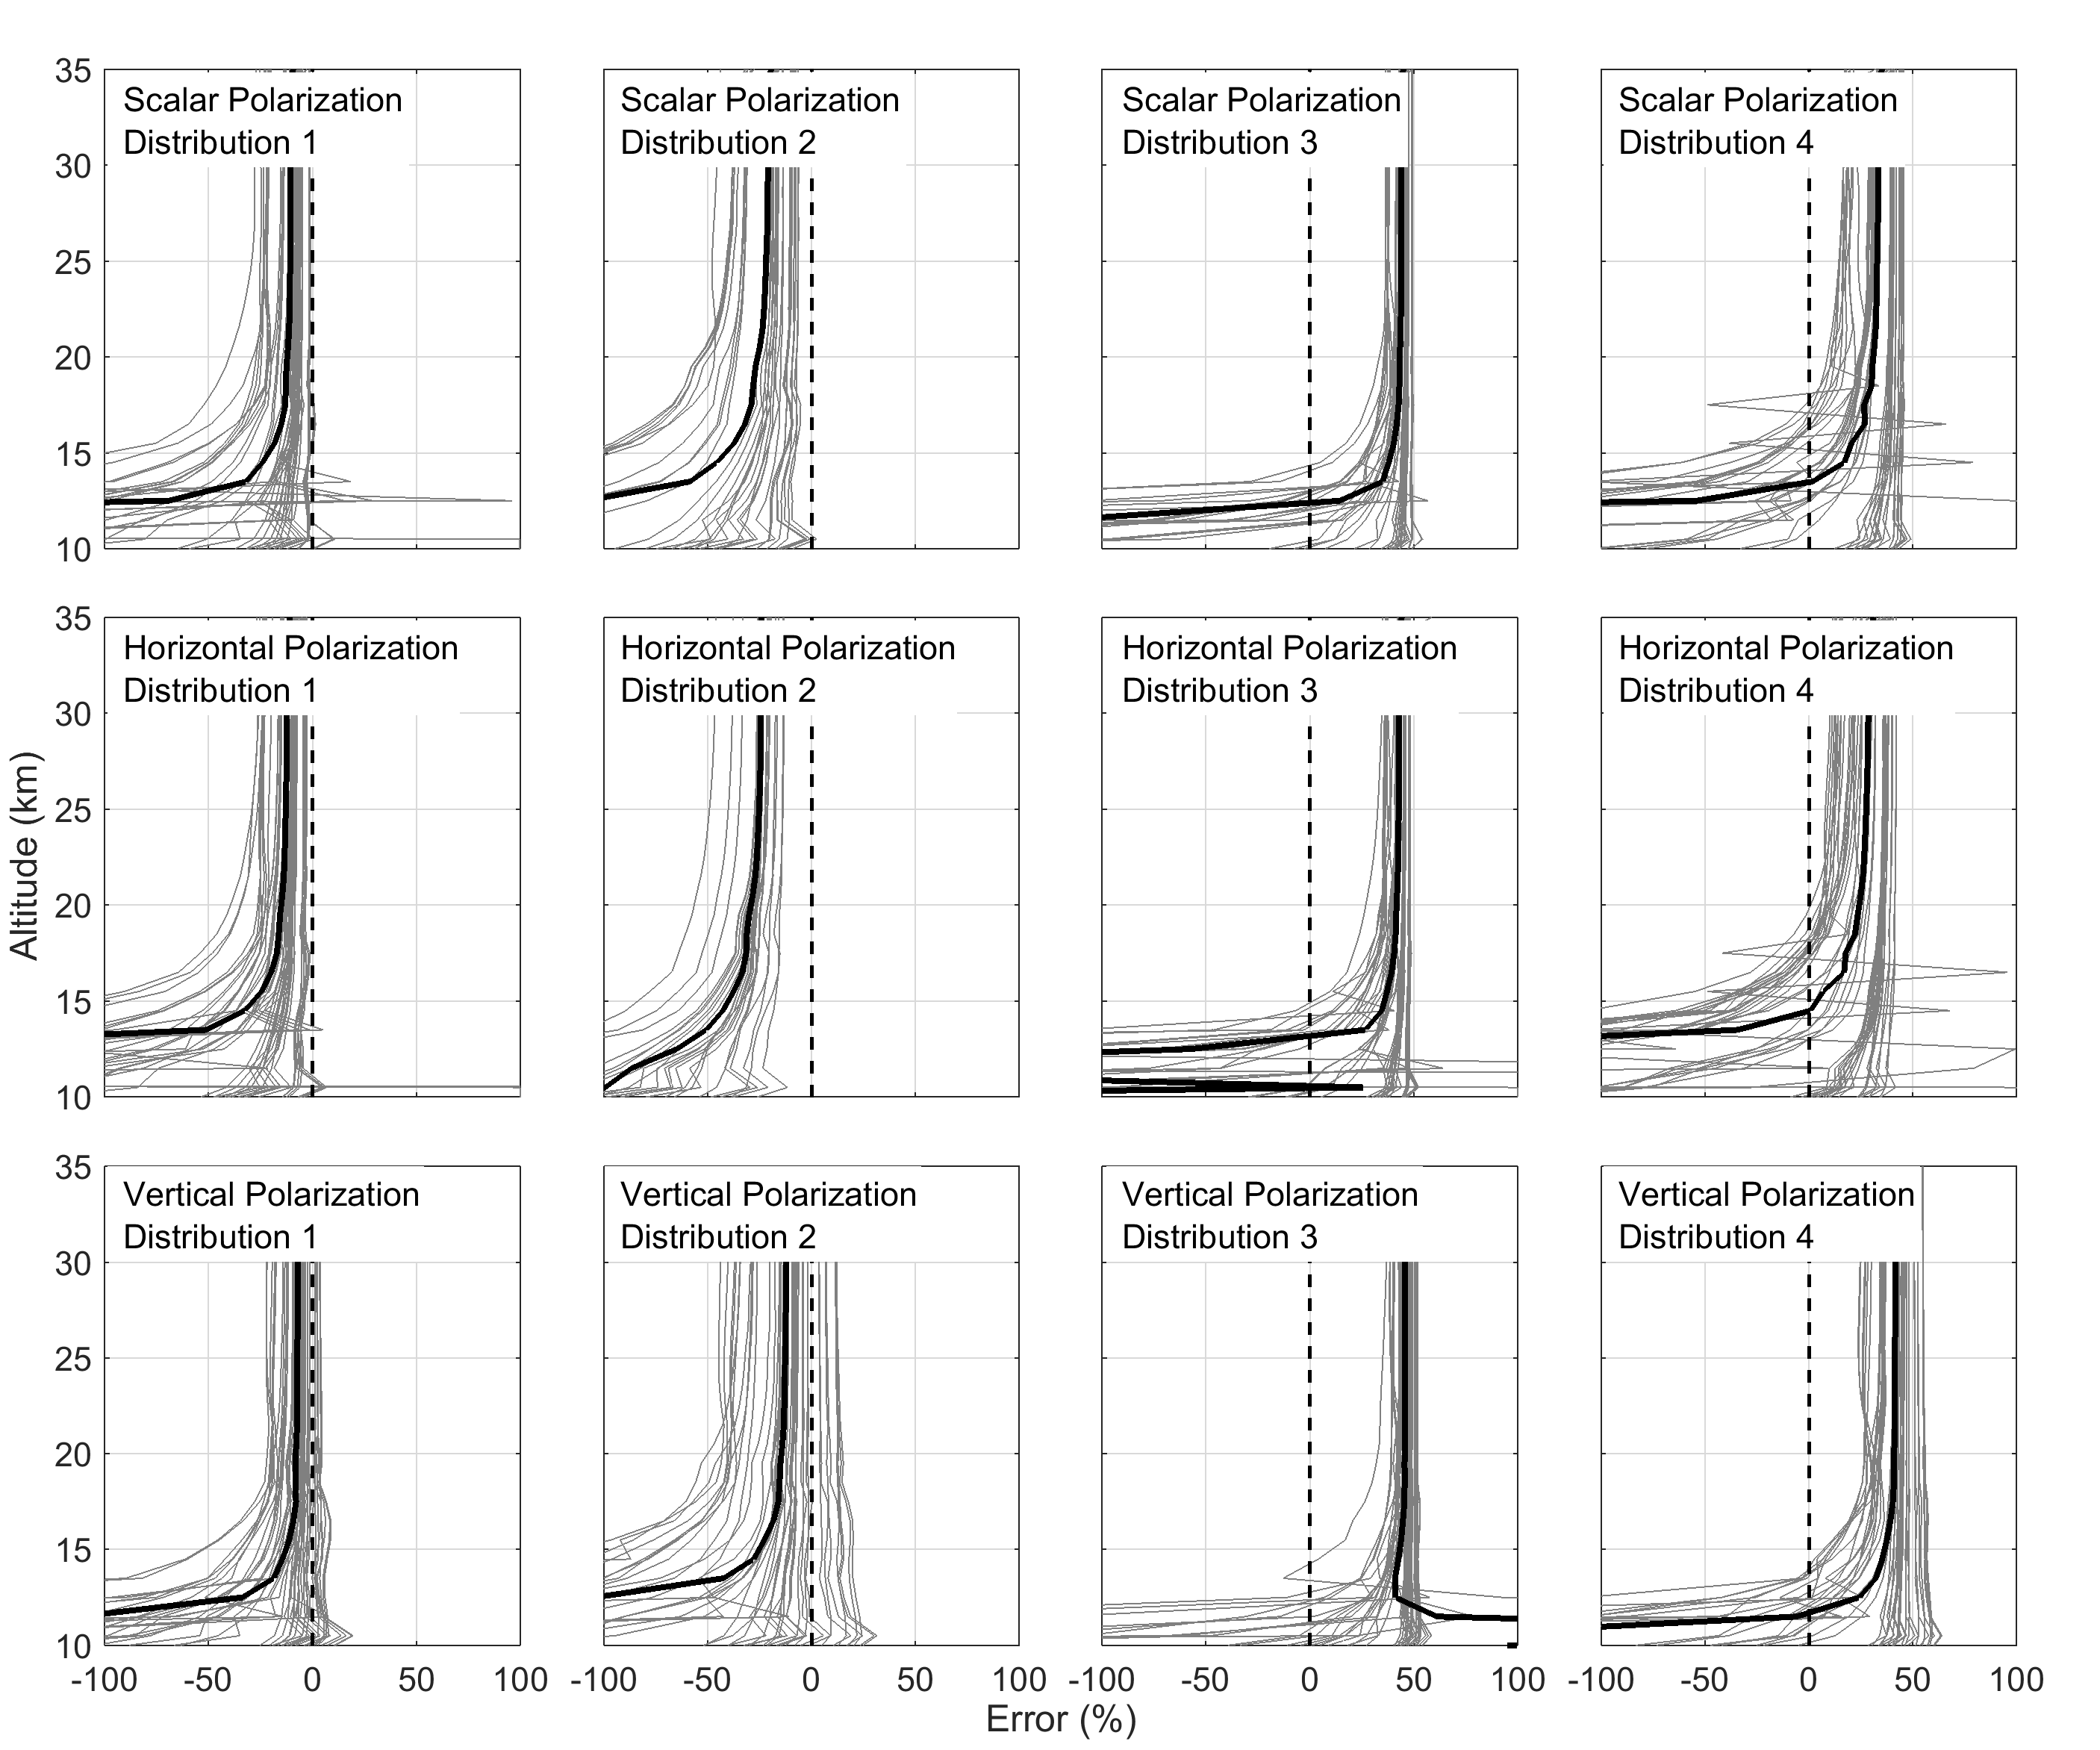 35
30
25
20
15
10
Scalar Polarization
Distribution 1
Scalar Polarization
Distribution 2
Scalar Polarization
Distribution 3
Scalar Polarization
Distribution 4
Altitude (km)
35
30
25
20
15
10
Horizontal Polarization
Distribution 1
Horizontal Polarization
Distribution 2
Horizontal Polarization
Distribution 3
Horizontal Polarization
Distribution 4
35
30
25
20
15
10
Vertical Polarization
Distribution 1
Vertical Polarization
Distribution 2
Vertical Polarization
Distribution 3
Vertical Polarization
Distribution 4
-100 -50 0 50 100
-100 -50 0 50
-100 -50 0 50
-100 -50 0 50 100
Error (%)